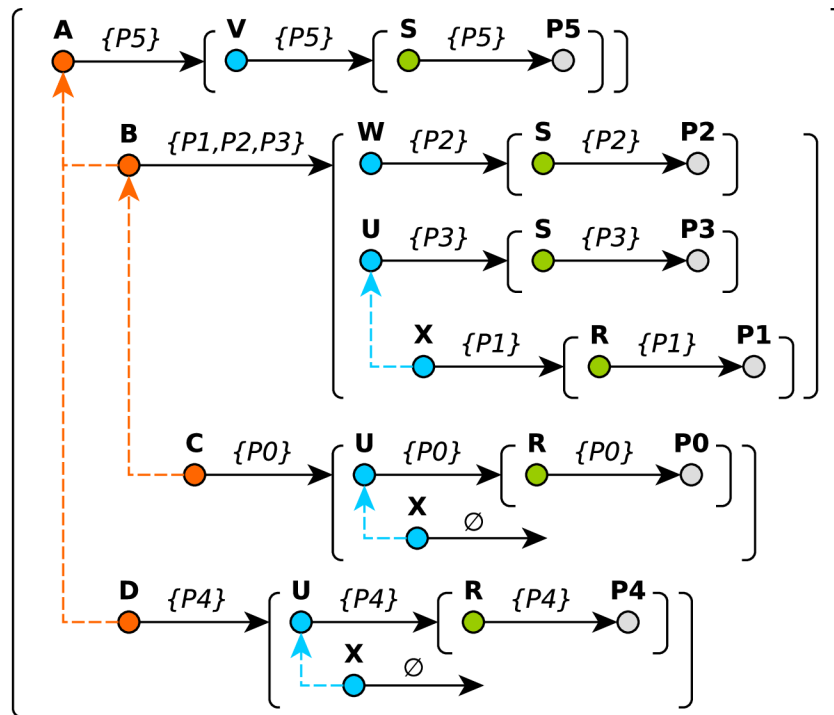 A {P5} V {P5} S {P5} P5
B {P1,P2,P3} W {P2} S {P2} P2
U {P3} S {P3} P3
X {P1} R {P1} P1
C {P0} U {P0} R {P0} P0
X ∅
D {P4} U {P4} R {P4} P4
X ∅